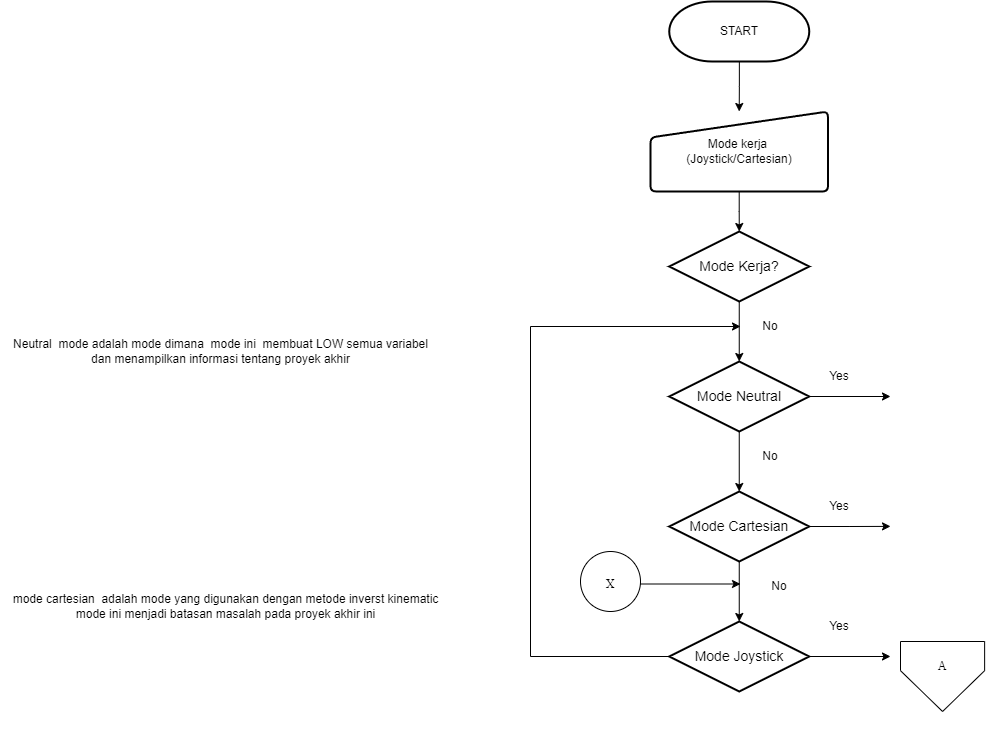 START
Mode kerja
(Joystick/Cartesian)
Mode Kerja?
No
Neutral  mode adalah mode dimana  mode ini  membuat LOW semua variabel
dan menampilkan informasi tentang proyek akhir
Yes
Mode Neutral
No
Yes
Mode Cartesian
X
No
mode cartesian  adalah mode yang digunakan dengan metode inverst kinematic
mode ini menjadi batasan masalah pada proyek akhir ini
Yes
Mode Joystick
A